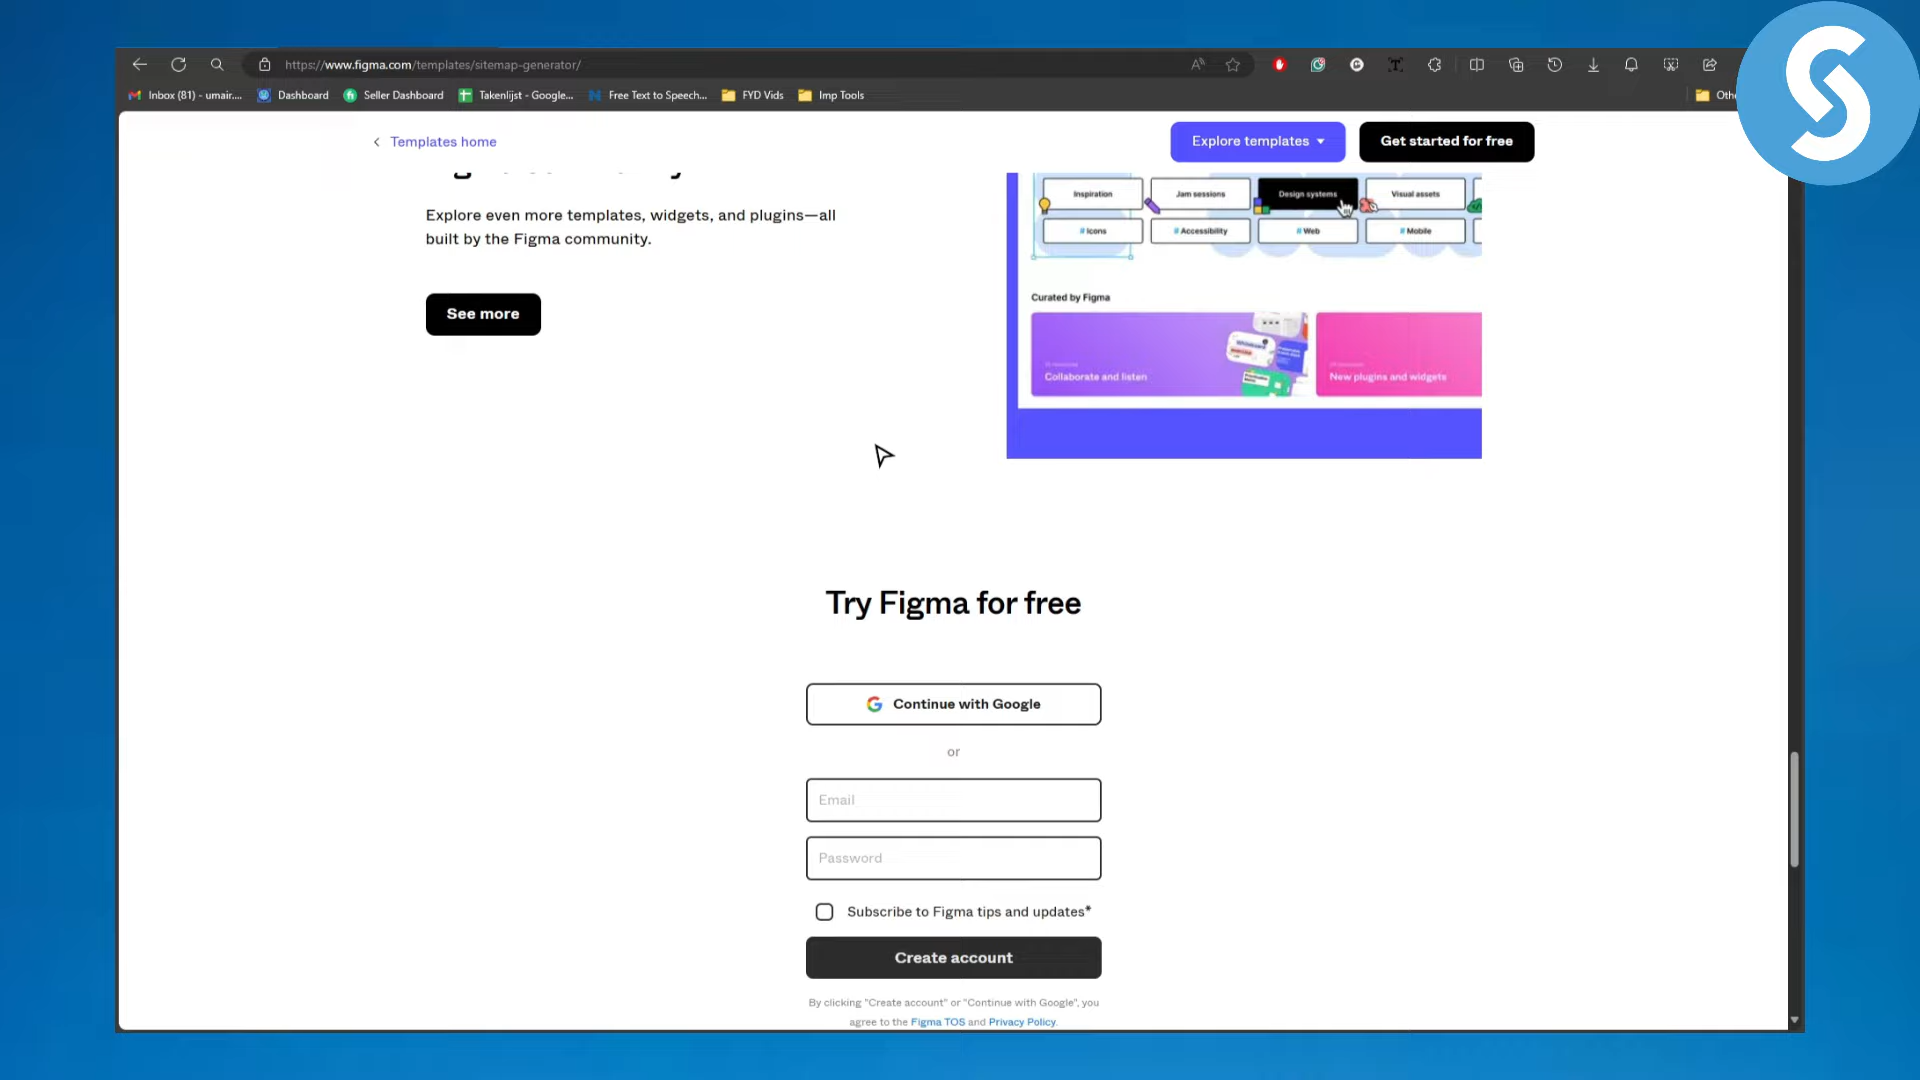 https://www.figma.com/templates/sitemap-generator/
Inbox (81) - umair.... Dashboard Seller Dashboard Takenlijst - Google... Free Text to Speech... FYD Vids Imp Tools
Templates home
Explore templates
Get started for free
Explore even more templates, widgets, and plugins—all
built by the Figma community.
See more
Inspiration Jam sessions Design systems Visual assets
# Icons # Accessibility # Web # Mobile
Curated by Figma
Collaborate and listen
New plugins and widgets
Try Figma for free
Continue with Google
or
Email
Password
Subscribe to Figma tips and updates*
Create account
By clicking "Create account" or "Continue with Google", you
agree to the Figma TOS and Privacy Policy.